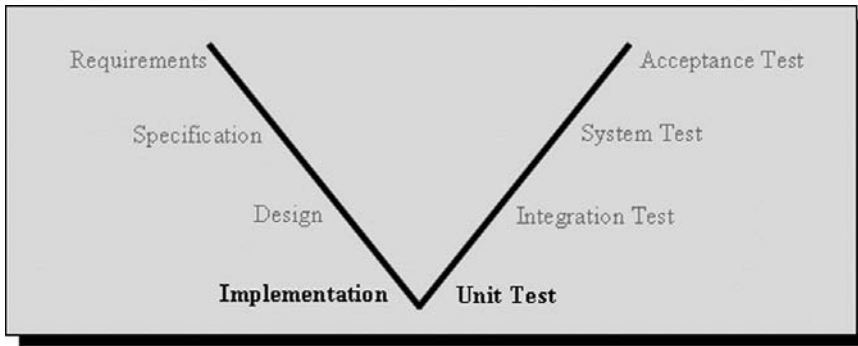 Requirements
Acceptance Test
Specification
System Test
Design
Integration Test
Implementation
Unit Test